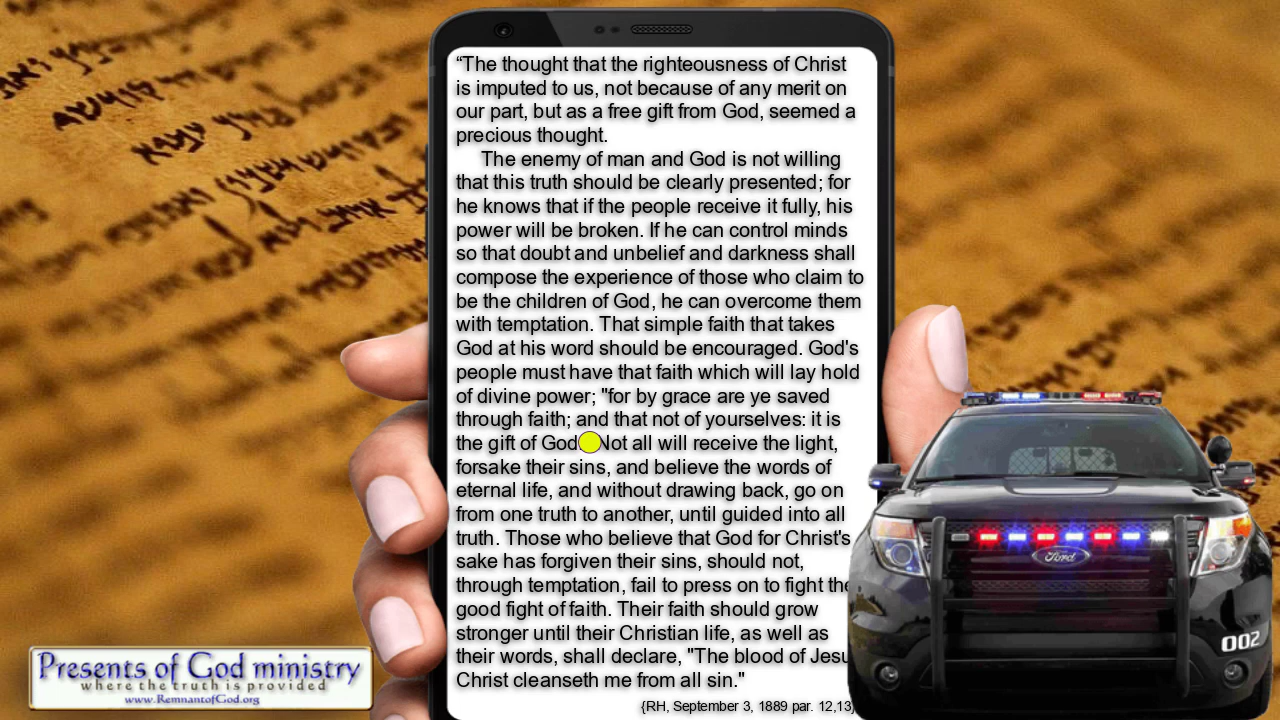 “The thought that the righteousness of Christ
is imputed to us, not because of any merit on
our part, but as a free gift from God, seemed a
precious thought.
The enemy of man and God is not willing
that this truth should be clearly presented; for
he knows that if the people receive it fully, his
power will be broken. If he can control minds
so that doubt and unbelief and darkness shall
compose the experience of those who claim to
be the children of God, he can overcome them
with temptation. That simple faith that takes
God at his word should be encouraged. God's
people must have that faith which will lay hold
of divine power; "for by grace are ye saved
through faith; and that not of yourselves: it is
the gift of God Not all will receive the light,
forsake their sins, and believe the words of
eternal life, and without drawing back, go on
from one truth to another, until guided into all
truth. Those who believe that God for Christ's
sake has forgiven their sins, should not,
through temptation, fail to press on to fight the
good fight of faith. Their faith should grow
stronger until their Christian life, as well as
their words, shall declare, "The blood of Jesu
Christ cleanseth me from all sin."
{RH, September 3, 1889 par. 12,13}
Ford
002
Presents of God ministry
where the truth is provided
www.RemnantofGod.org